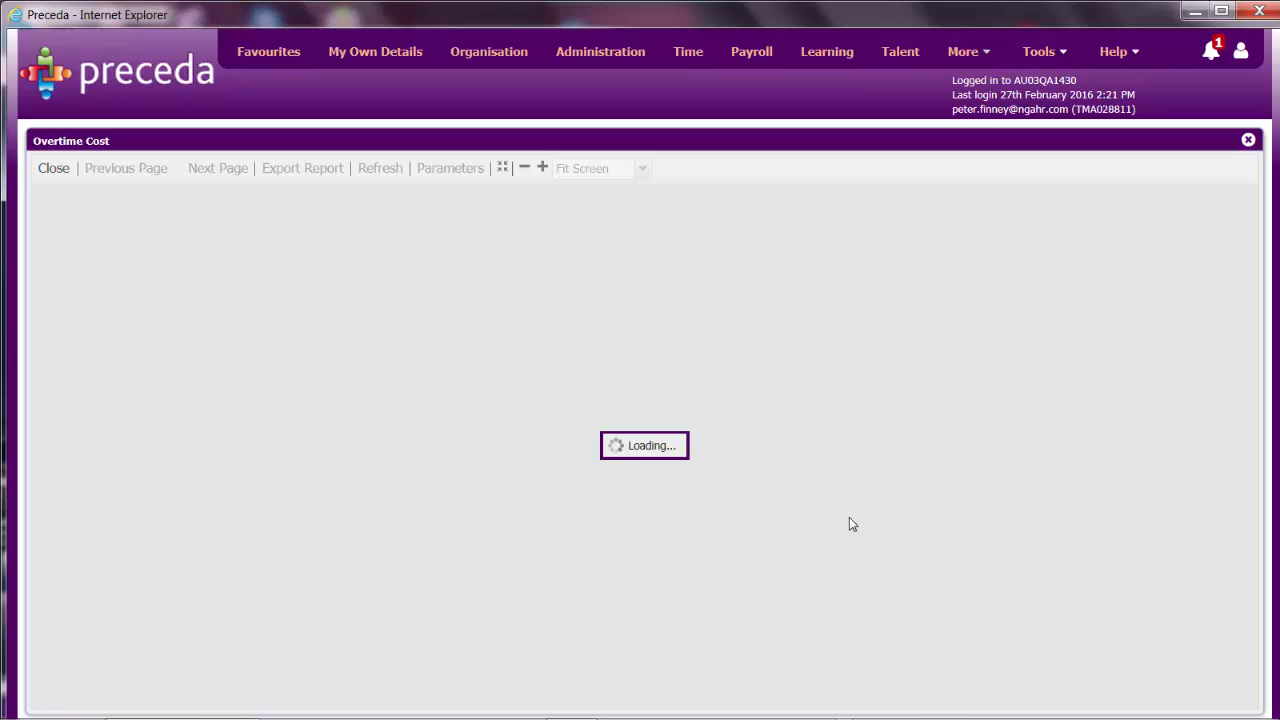 Preceda - Internet Explorer
preceda
Favourites My Own Details Organisation Administration Time Payroll Learning Talent More Tools Help 1
Logged in to AU03QA1430
Last login 27th February 2016 2:21 PM
peter.finney@ngahr.com (TMA028811)
Overtime Cost
Close | Previous Page Next Page | Export Report | Refresh | Parameters | | Fit Screen
Loading...